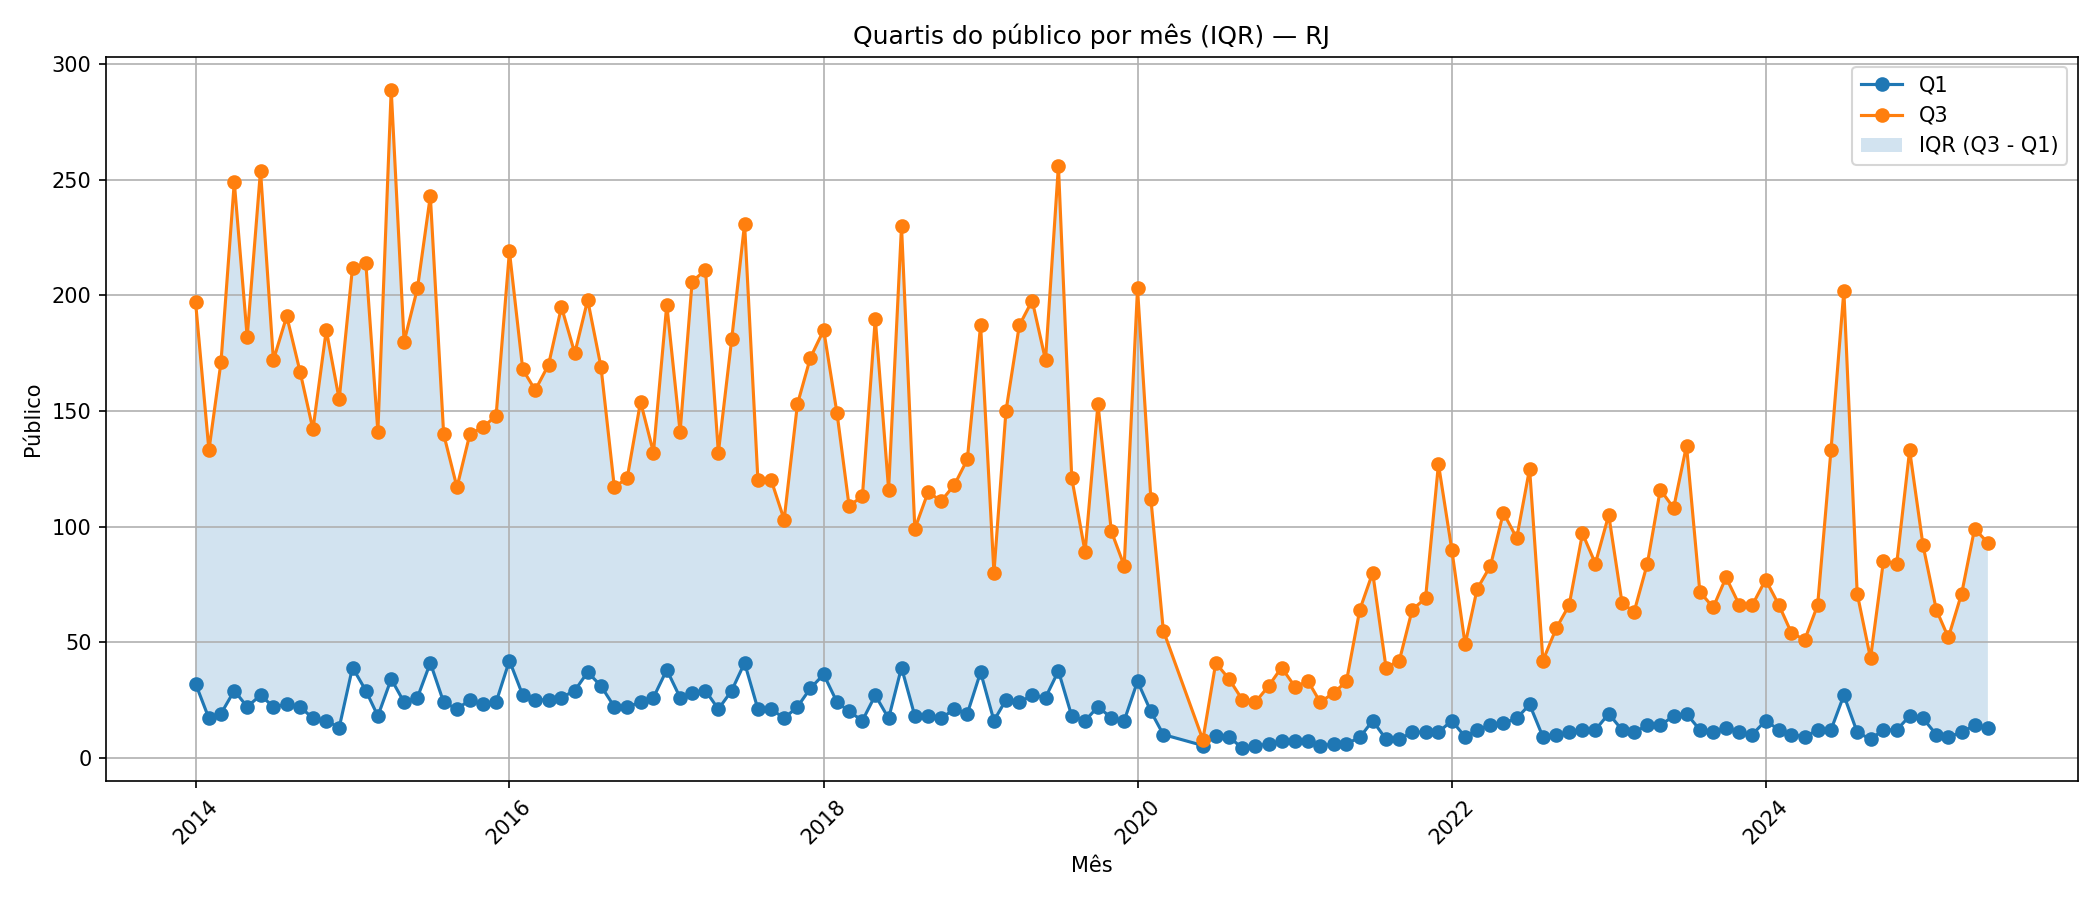 Quartis do público por mês (IQR) — RJ
Q1
Q3
IQR (Q3 - Q1)
Público
300
250
200
150
100
50
0
2014
2016
2018
2020
2022
2024
Mês